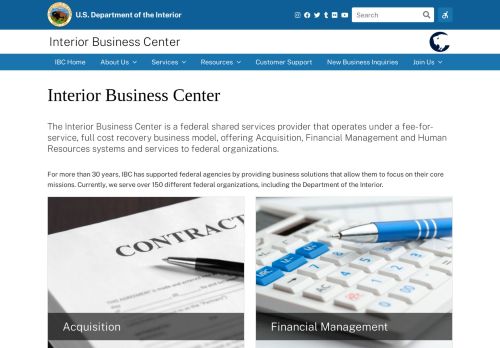 U.S. Department of the Interior
Search
Interior Business Center
IBC Home About Us Services Resources Customer Support New Business Inquiries Join Us
Interior Business Center
The Interior Business Center is a federal shared services provider that operates under a fee-for-
service, full cost recovery business model, offering Acquisition, Financial Management and Human
Resources systems and services to federal organizations.
For more than 30 years, IBC has supported federal agencies by providing business solutions that allow them to focus on their core
missions. Currently, we serve over 150 different federal organizations, including the Department of the Interior.
CONTRACT
Acquisition
Financial Management